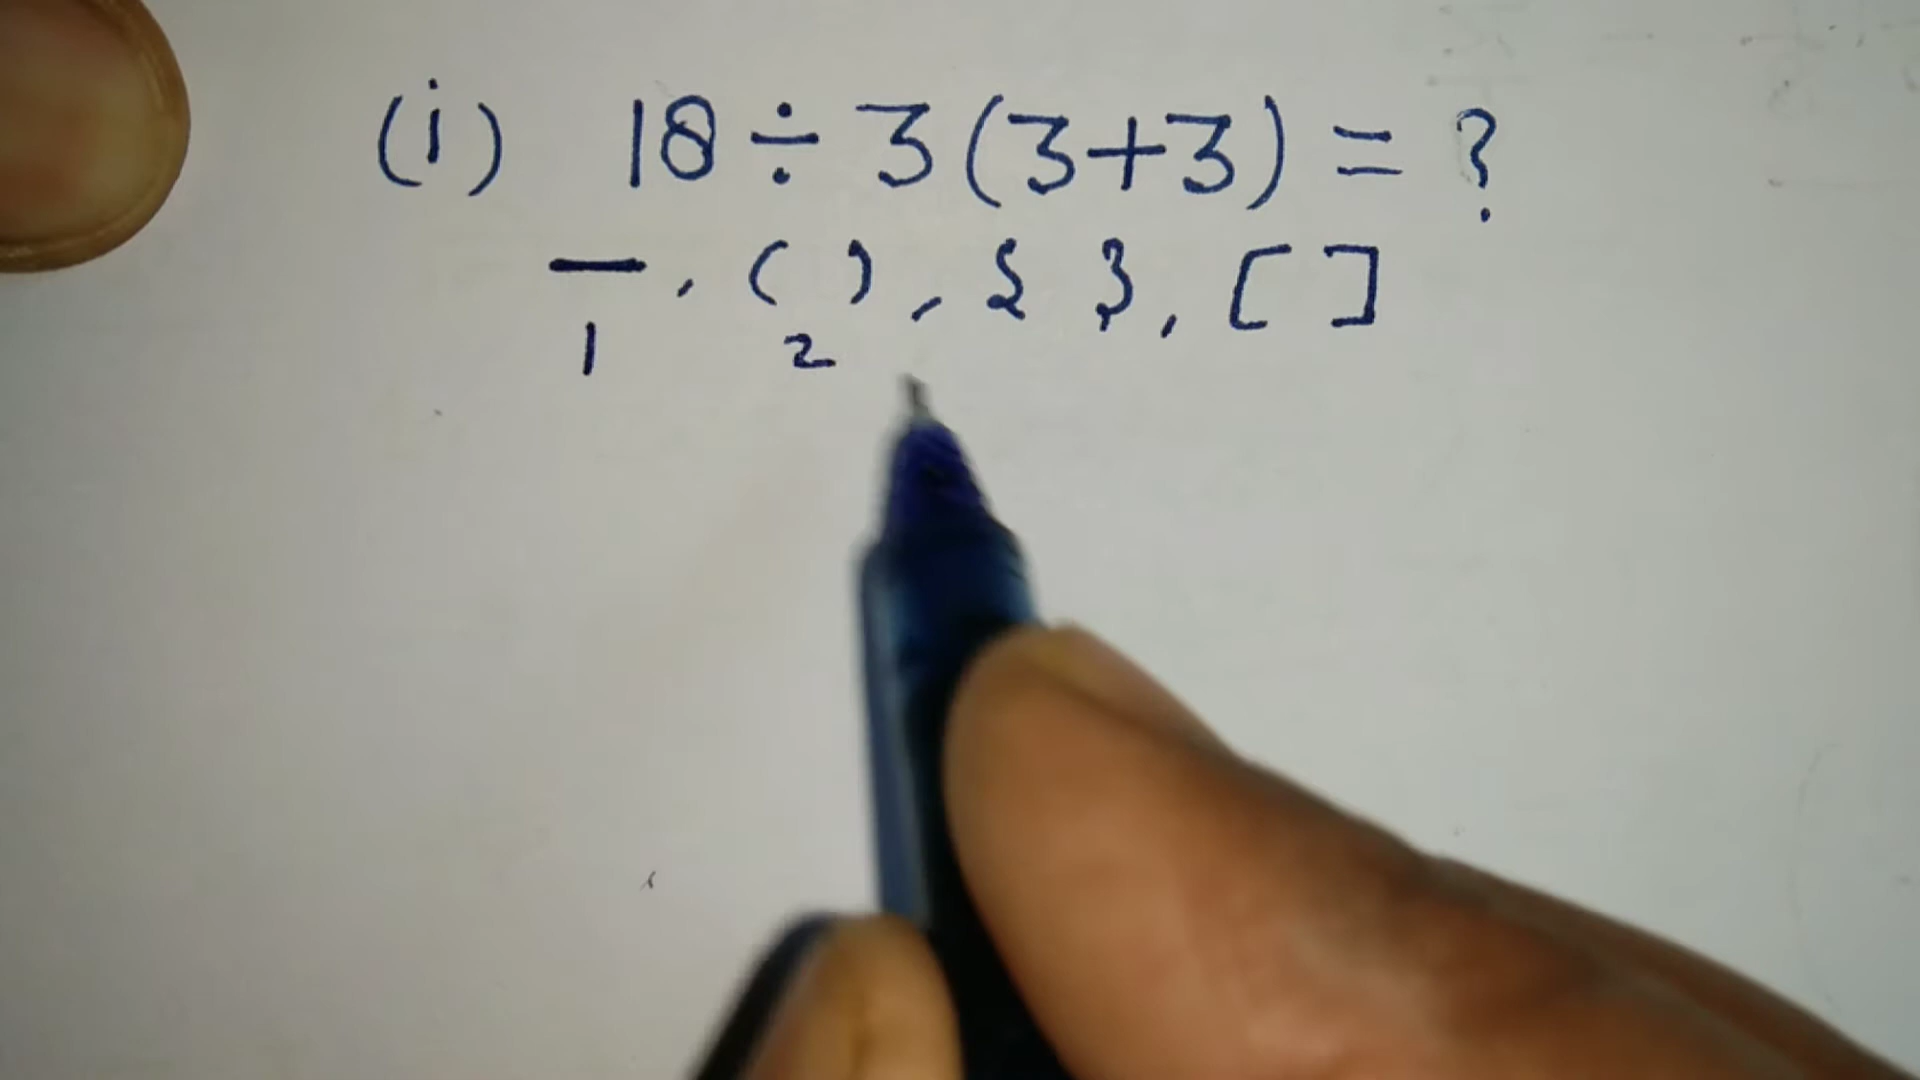 (i) 18 ÷ 3 (3+3) = ?
—, ( ), { }, [ ]
1 2